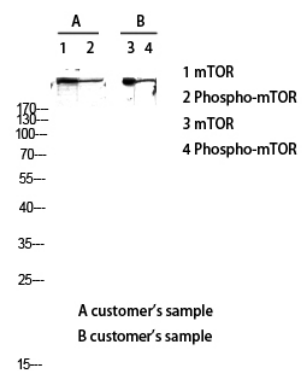 A B
1 2 3 4
1 mTOR
2 Phospho-mTOR
3 mTOR
4 Phospho-mTOR
170--
130--
100---
70---
55---
40---
35---
25---
A customer's sample
B customer's sample
15---